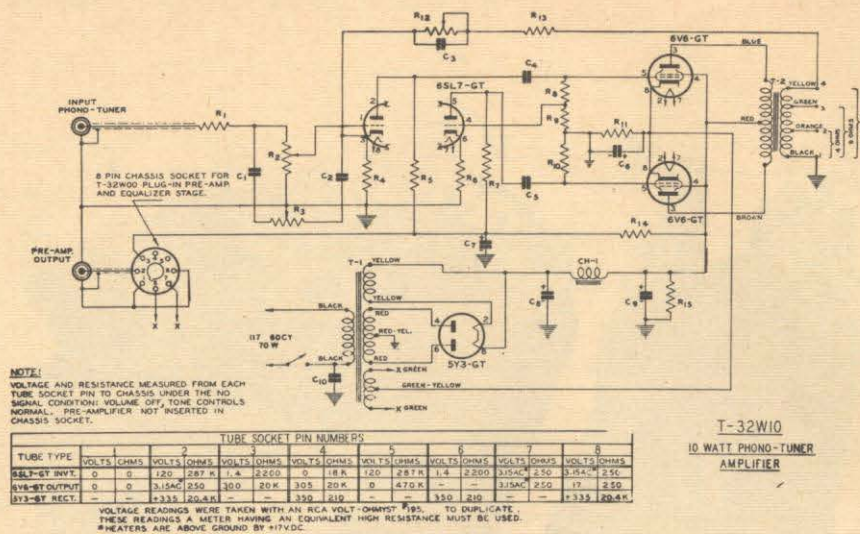 R12
R13
C3
6V6-GT
BLUE
T-2
YELLOW 4
GREEN 3
ORANGE 2
BLACK 1
4 OHMS
8 OHMS
RED
BROWN
6V6-GT
C4
6SL7-GT
R8
R9
R10
R11
C6
C5
INPUT
PHONO-TUNER
R1
R2
C1
C2
R3
R4
R5
R6
R7
C7
R14
8 PIN CHASSIS SOCKET FOR
T-32W00 PLUG-IN PRE-AMP.
AND EQUALIZER STAGE.
PRE-AMP.
OUTPUT
X X
T-1
YELLOW
YELLOW
RED
RED-YEL.
RED
X GREEN
GREEN-YELLOW
X GREEN
BLACK
117 60CY
70 W
BLACK
C10
5Y3-GT
CH-1
C8
C9
R15
NOTE:
VOLTAGE AND RESISTANCE MEASURED FROM EACH
TUBE SOCKET PIN TO CHASSIS UNDER THE NO
SIGNAL CONDITION: VOLUME OFF, TONE CONTROLS
NORMAL. PRE-AMPLIFIER NOT INSERTED IN
CHASSIS SOCKET.
T-32W10
10 WATT PHONO-TUNER
AMPLIFIER
TUBE SOCKET PIN NUMBERS
TUBE TYPE 1 2 3 4 5 6 7 8
VOLTS OHMS VOLTS OHMS VOLTS OHMS VOLTS OHMS VOLTS OHMS VOLTS OHMS VOLTS OHMS VOLTS OHMS
6SL7-GT INVT. 0 0 120 287 K 1.4 2200 0 18 K 120 287 K 1.4 2200 3.15AC* 250 3.15AC* 250
6V6-GT OUTPUT 0 0 3.15AC* 250 300 20 K 305 20 K 0 470 K - - 3.15AC* 250 17 250
5Y3-GT RECT. - - +335 20.4 K - - 350 210 - - 350 210 - - +335 20.4 K
VOLTAGE READINGS WERE TAKEN WITH AN RCA VOLT-OHMYST #195. TO DUPLICATE
THESE READINGS A METER HAVING AN EQUIVALENT HIGH RESISTANCE MUST BE USED.
*HEATERS ARE ABOVE GROUND BY +17V.DC.